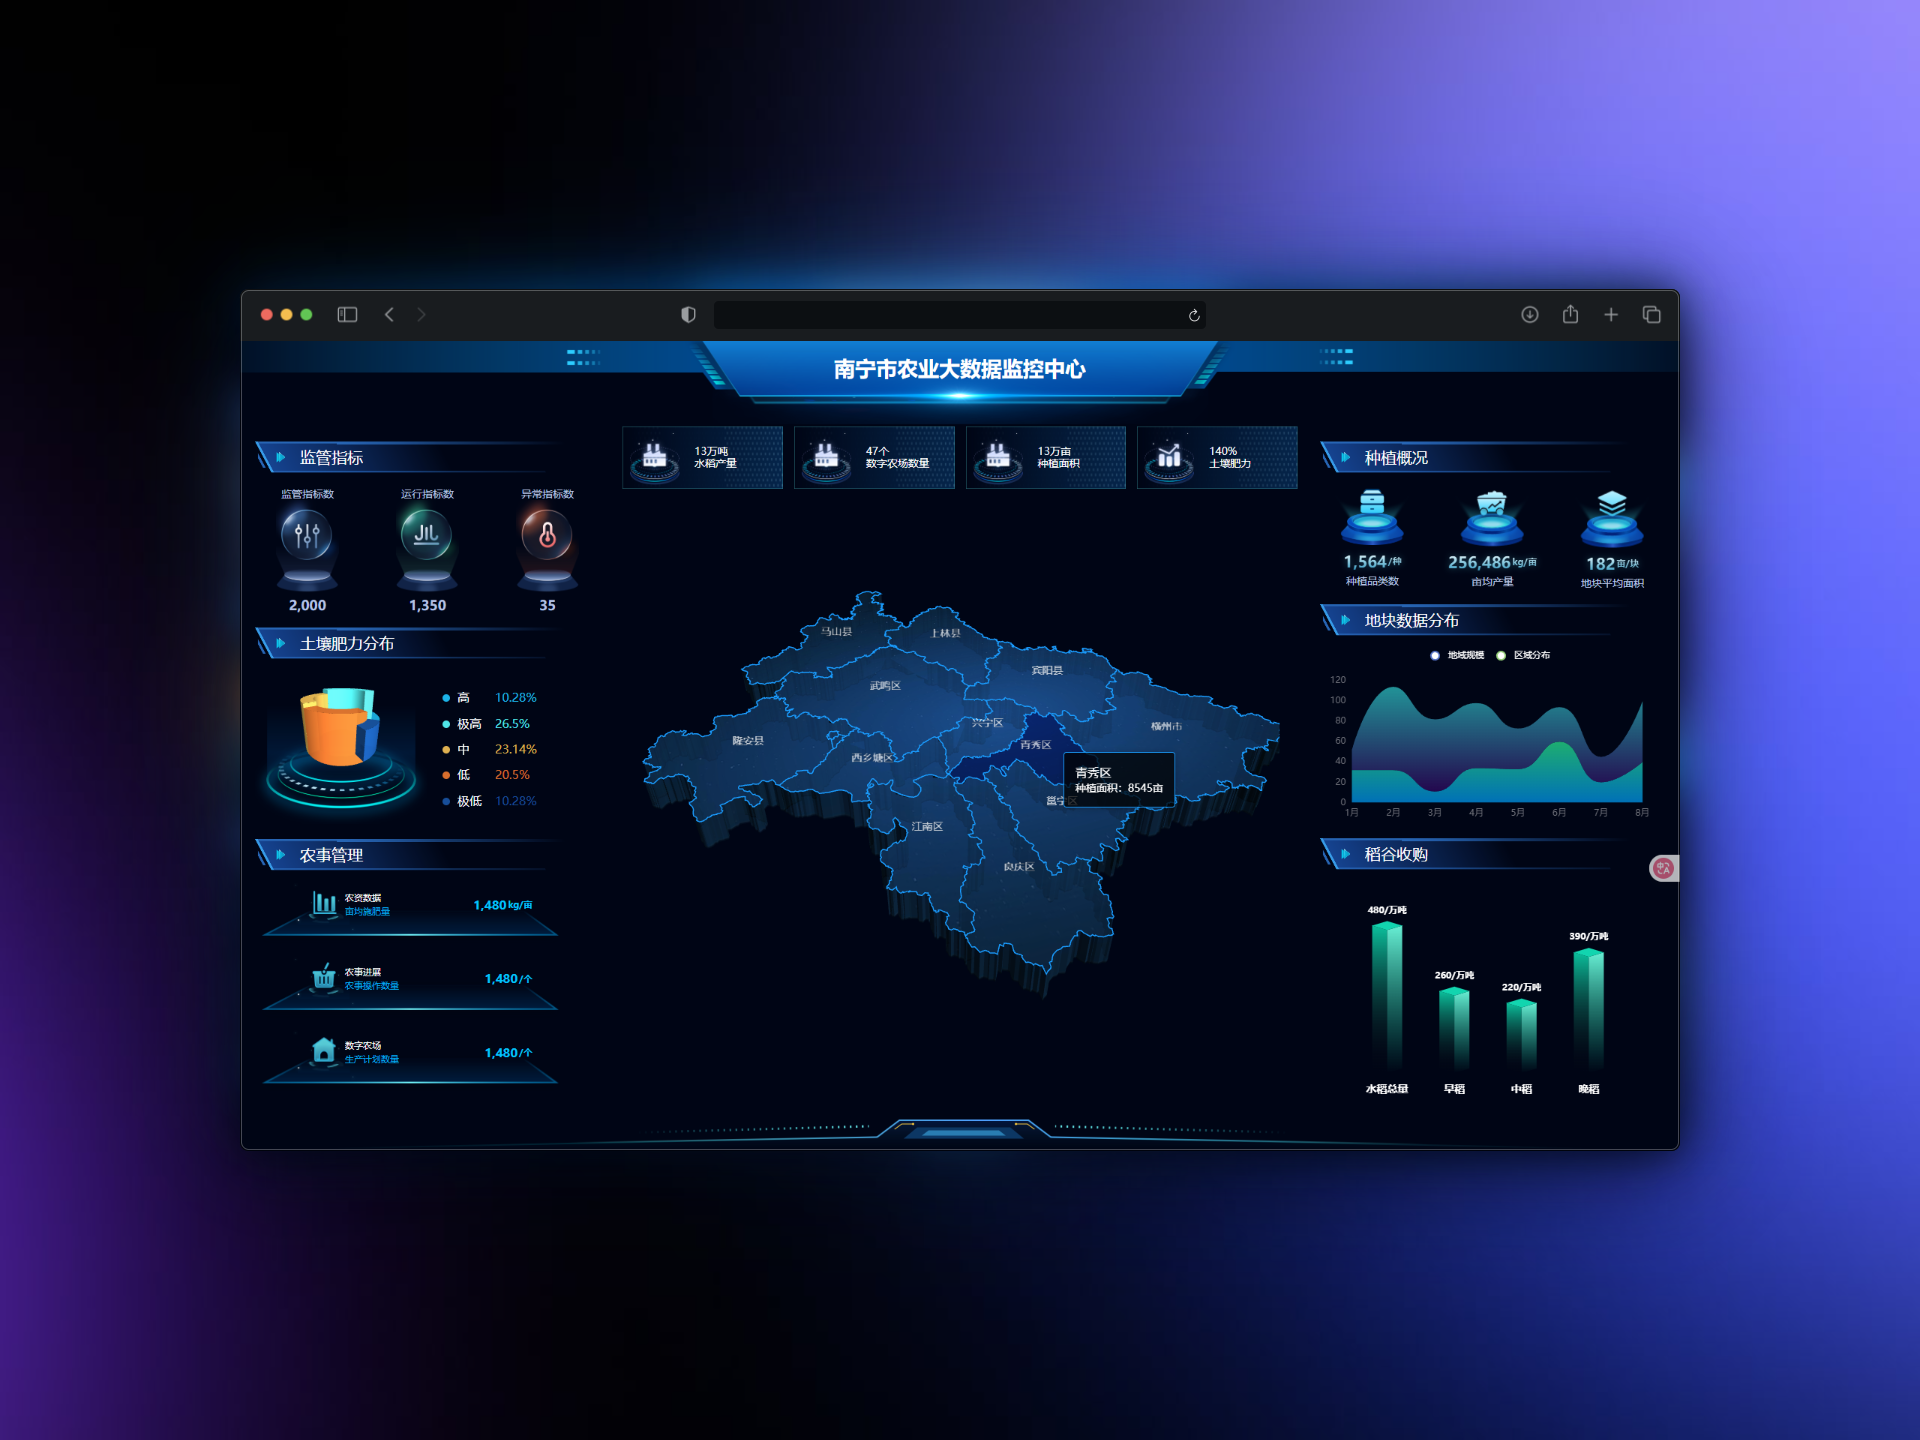 南宁市农业大数据监控中心
监管指标
监管指标数
运行指标数
异常指标数
2,000
1,350
35
土壤肥力分布
高 10.28%
极高 26.5%
中 23.14%
低 20.5%
极低 10.28%
农事管理
农资数据
亩均施肥量
1,480kg/亩
农事进展
农事操作数量
1,480/个
数字农场
生产计划数量
1,480/个
13万吨
水稻产量
47个
数字农场数量
13万亩
种植面积
140%
土壤肥力
马山县
上林县
宾阳县
武鸣区
兴宁区
横州市
隆安县
青秀区
西乡塘区
青秀区
种植面积：8545亩
邕宁区
江南区
良庆区
种植概况
1,564/种
种植品类数
256,486kg/亩
亩均产量
182亩/块
地块平均面积
地块数据分布
地域规模
区域分布
120
100
80
60
40
20
0
1月
2月
3月
4月
5月
6月
7月
8月
稻谷收购
480/万吨
260/万吨
220/万吨
390/万吨
水稻总量
早稻
中稻
晚稻